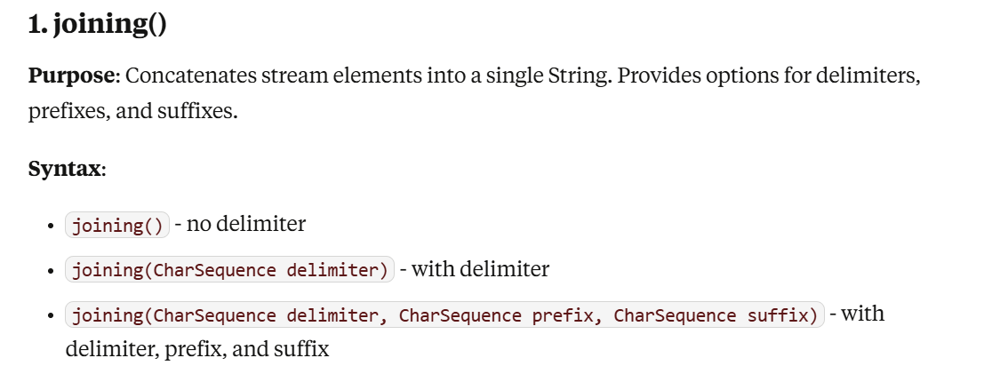 1. joining()
Purpose: Concatenates stream elements into a single String. Provides options for delimiters,
prefixes, and suffixes.
Syntax:
• joining() - no delimiter
• joining(CharSequence delimiter) - with delimiter
• joining(CharSequence delimiter, CharSequence prefix, CharSequence suffix) - with
delimiter, prefix, and suffix